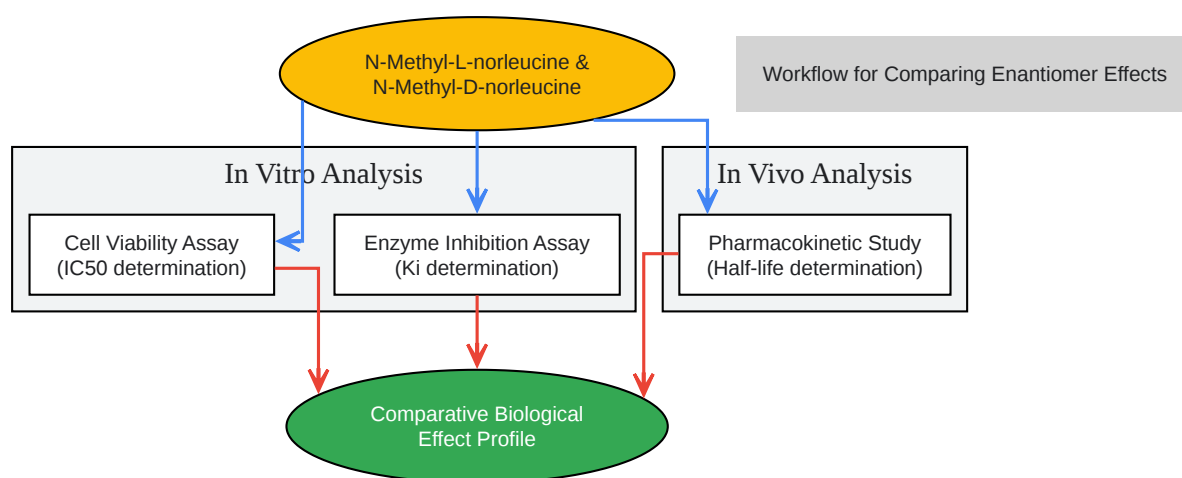 N-Methyl-L-norleucine &
N-Methyl-D-norleucine
Workflow for Comparing Enantiomer Effects
In Vitro Analysis
In Vivo Analysis
Cell Viability Assay
(IC50 determination)
Enzyme Inhibition Assay
(Ki determination)
Pharmacokinetic Study
(Half-life determination)
Comparative Biological
Effect Profile